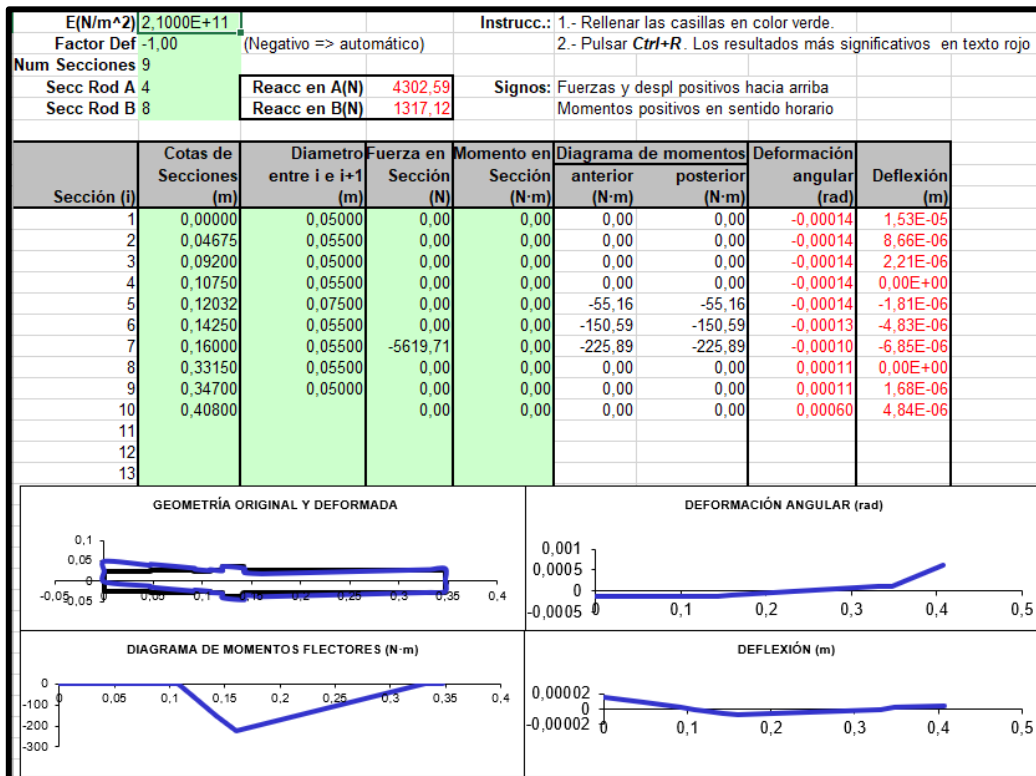 E(N/m^2) 2,1000E+11 Instrucc.: 1.- Rellenar las casillas en color verde.
Factor Def -1,00 (Negativo => automático) 2.- Pulsar Ctrl+R. Los resultados más significativos en texto rojo
Num Secciones 9
Secc Rod A 4 Reacc en A(N) 4302,59 Signos: Fuerzas y despl positivos hacia arriba
Secc Rod B 8 Reacc en B(N) 1317,12 Momentos positivos en sentido horario
Cotas de Diametro Fuerza en Momento en Diagrama de momentos Deformación
Secciones entre i e i+1 Sección Sección anterior posterior angular Deflexión
Sección (i) (m) (m) (N) (N·m) (N·m) (N·m) (rad) (m)
1 0,00000 0,05000 0,00 0,00 0,00 0,00 -0,00014 1,53E-05
2 0,04675 0,05500 0,00 0,00 0,00 0,00 -0,00014 8,66E-06
3 0,09200 0,05000 0,00 0,00 0,00 0,00 -0,00014 2,21E-06
4 0,10750 0,05500 0,00 0,00 0,00 0,00 -0,00014 0,00E+00
5 0,12032 0,07500 0,00 0,00 -55,16 -55,16 -0,00014 -1,81E-06
6 0,14250 0,05500 0,00 0,00 -150,59 -150,59 -0,00013 -4,83E-06
7 0,16000 0,05500 -5619,71 0,00 -225,89 -225,89 -0,00010 -6,85E-06
8 0,33150 0,05500 0,00 0,00 0,00 0,00 0,00011 0,00E+00
9 0,34700 0,05000 0,00 0,00 0,00 0,00 0,00011 1,68E-06
10 0,40800 0,00 0,00 0,00 0,00 0,00060 4,84E-06
11
12
13
GEOMETRÍA ORIGINAL Y DEFORMADA
0,1
0,05
0
-0,05
-0,05 0 0,05 0,1 0,15 0,2 0,25 0,3 0,35 0,4
DEFORMACIÓN ANGULAR (rad)
0,001
0,0005
0
-0,0005
0 0,1 0,2 0,3 0,4 0,5
DIAGRAMA DE MOMENTOS FLECTORES (N·m)
0
-100
-200
-300
0 0,05 0,1 0,15 0,2 0,25 0,3 0,35 0,4
DEFLEXIÓN (m)
0,00002
0
-0,00002
0 0,1 0,2 0,3 0,4 0,5